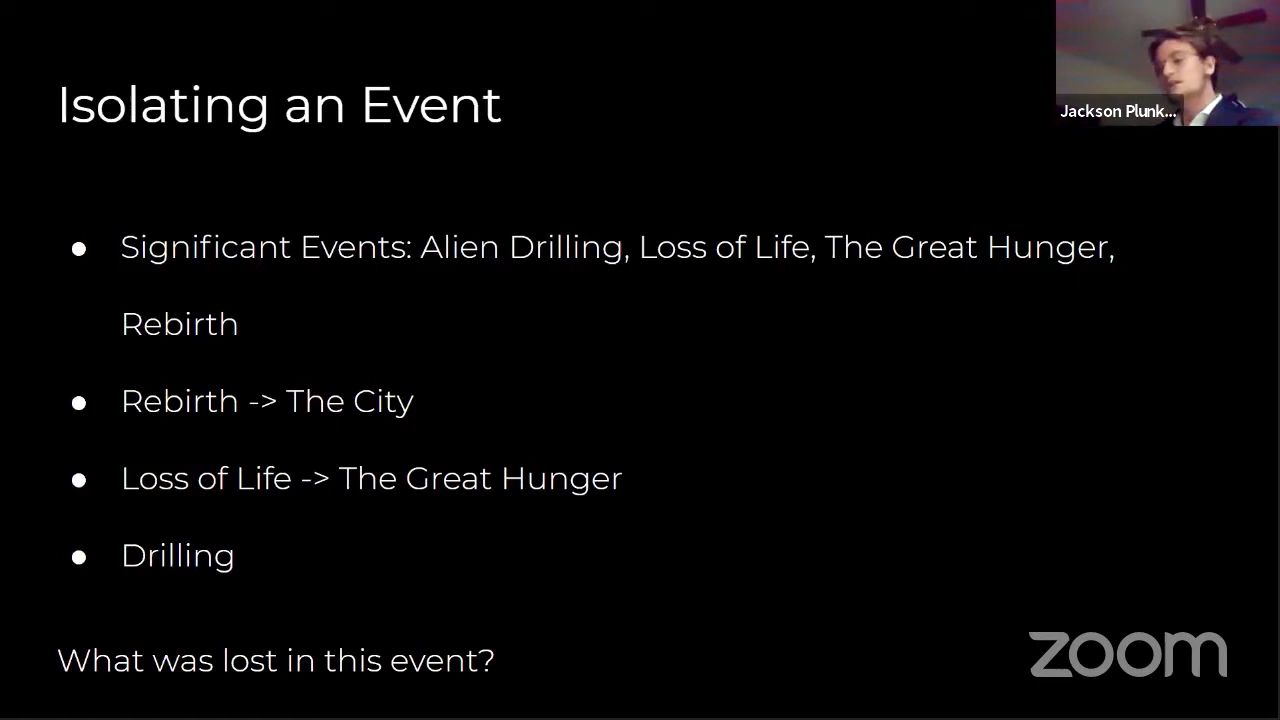 Isolating an Event
Jackson Plunk...
● Significant Events: Alien Drilling, Loss of Life, The Great Hunger,
Rebirth
● Rebirth -> The City
● Loss of Life -> The Great Hunger
● Drilling
What was lost in this event?
zoom